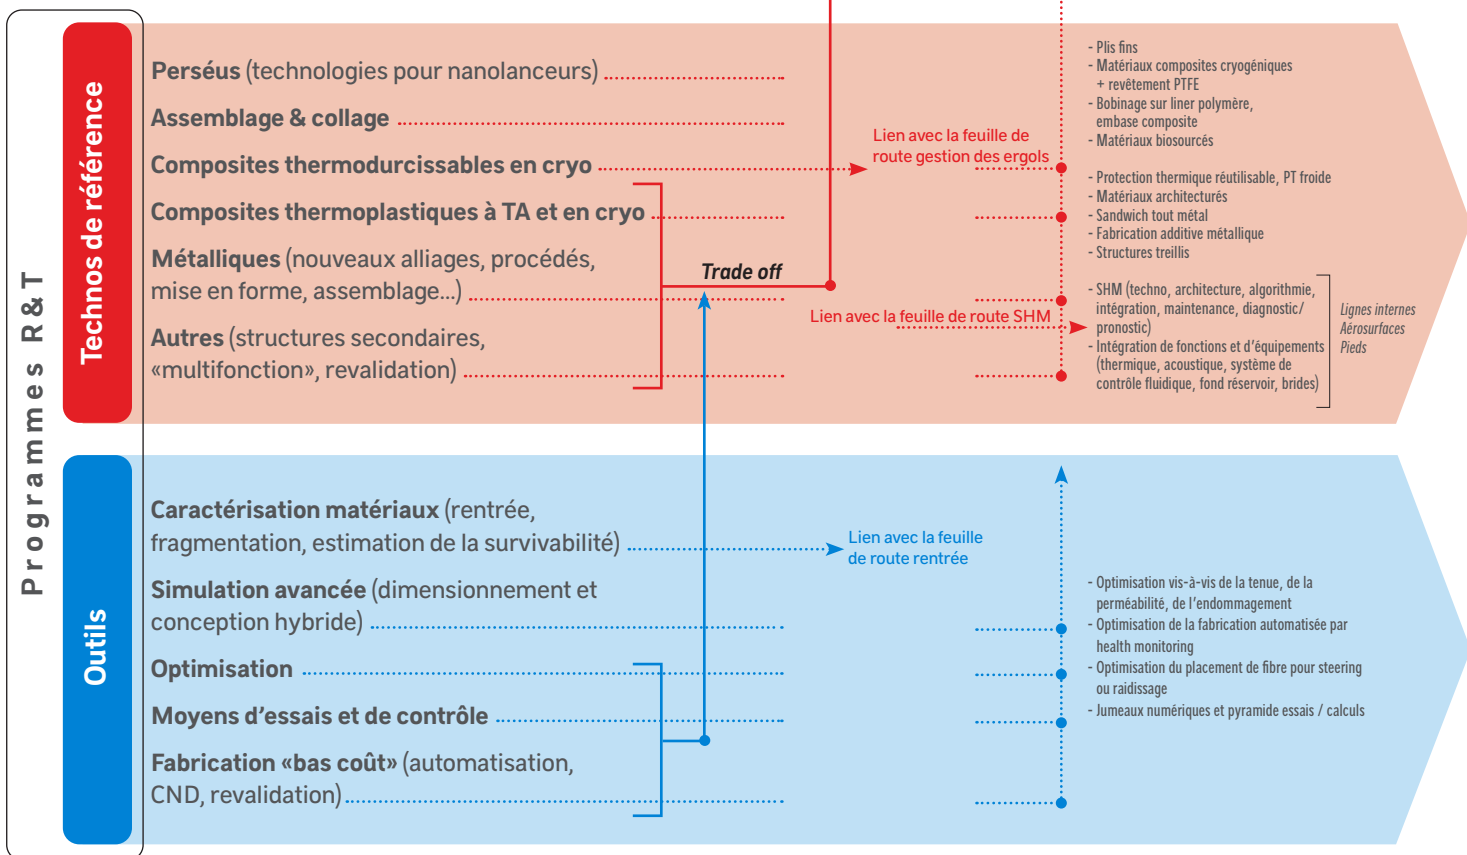 Programmes R&T
Technos de référence
Perséus (technologies pour nanolanceurs)
Assemblage & collage
Composites thermodurcissables en cryo
Composites thermoplastiques à TA et en cryo
Métalliques (nouveaux alliages, procédés,
mise en forme, assemblage...)
Autres (structures secondaires,
«multifonction», revalidation)
Trade off
Lien avec la feuille de
route gestion des ergols
Lien avec la feuille de route SHM
- Plis fins
- Matériaux composites cryogéniques
+ revêtement PTFE
- Bobinage sur liner polymère,
embase composite
- Matériaux biosourcés
- Protection thermique réutilisable, PT froide
- Matériaux architecturés
- Sandwich tout métal
- Fabrication additive métallique
- Structures treillis
- SHM (techno, architecture, algorithmie,
intégration, maintenance, diagnostic/
pronostic)
- Intégration de fonctions et d'équipements
(thermique, acoustique, système de
contrôle fluidique, fond réservoir, brides)
Lignes internes
Aérosurfaces
Pieds
Outils
Caractérisation matériaux (rentrée,
fragmentation, estimation de la survivabilité)
Simulation avancée (dimensionnement et
conception hybride)
Optimisation
Moyens d'essais et de contrôle
Fabrication «bas coût» (automatisation,
CND, revalidation)
Lien avec la feuille
de route rentrée
- Optimisation vis-à-vis de la tenue, de la
perméabilité, de l'endommagement
- Optimisation de la fabrication automatisée par
health monitoring
- Optimisation du placement de fibre pour steering
ou raidissage
- Jumeaux numériques et pyramide essais / calculs